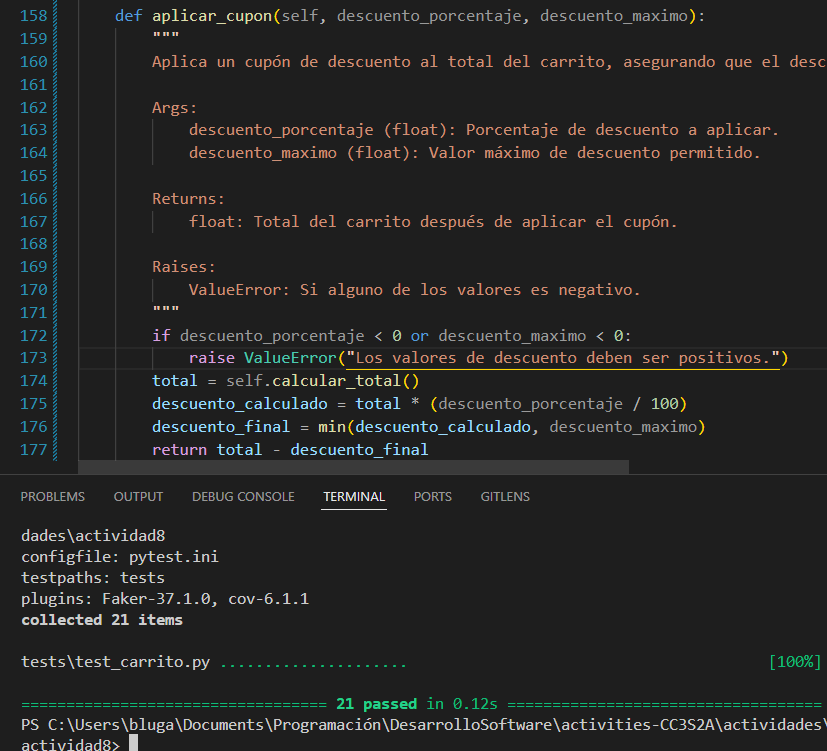 158 def aplicar_cupon(self, descuento_porcentaje, descuento_maximo):
159 """
160 Aplica un cupón de descuento al total del carrito, asegurando que el desc
161
162 Args:
163 descuento_porcentaje (float): Porcentaje de descuento a aplicar.
164 descuento_maximo (float): Valor máximo de descuento permitido.
165
166 Returns:
167 float: Total del carrito después de aplicar el cupón.
168
169 Raises:
170 ValueError: Si alguno de los valores es negativo.
171 """
172 if descuento_porcentaje < 0 or descuento_maximo < 0:
173 raise ValueError("Los valores de descuento deben ser positivos.")
174 total = self.calcular_total()
175 descuento_calculado = total * (descuento_porcentaje / 100)
176 descuento_final = min(descuento_calculado, descuento_maximo)
177 return total - descuento_final
PROBLEMS OUTPUT DEBUG CONSOLE TERMINAL PORTS GITLENS
dades\actividad8
configfile: pytest.ini
testpaths: tests
plugins: Faker-37.1.0, cov-6.1.1
collected 21 items
tests\test_carrito.py ..................... [100%]
================================== 21 passed in 0.12s ===================================
PS C:\Users\bluga\Documents\Programación\DesarrolloSoftware\activities-CC3S2A\actividades\
actividad8>